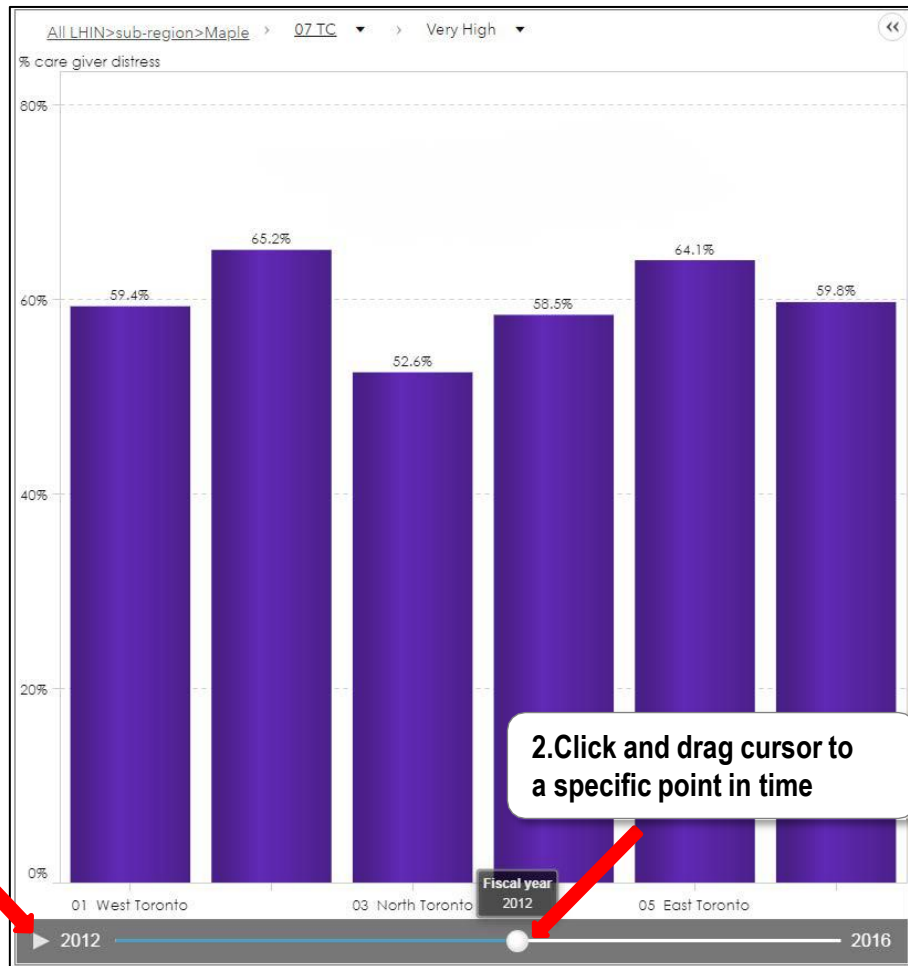 All LHIN>sub-region>Maple > 07 TC ▼ > Very High ▼
% care giver distress
80%
65.2%
64.1%
60%
59.4%
58.5%
59.8%
52.6%
40%
20%
2.Click and drag cursor to
a specific point in time
0%
Fiscal year
2012
01 West Toronto
03 North Toronto
05 East Toronto
2012
2016